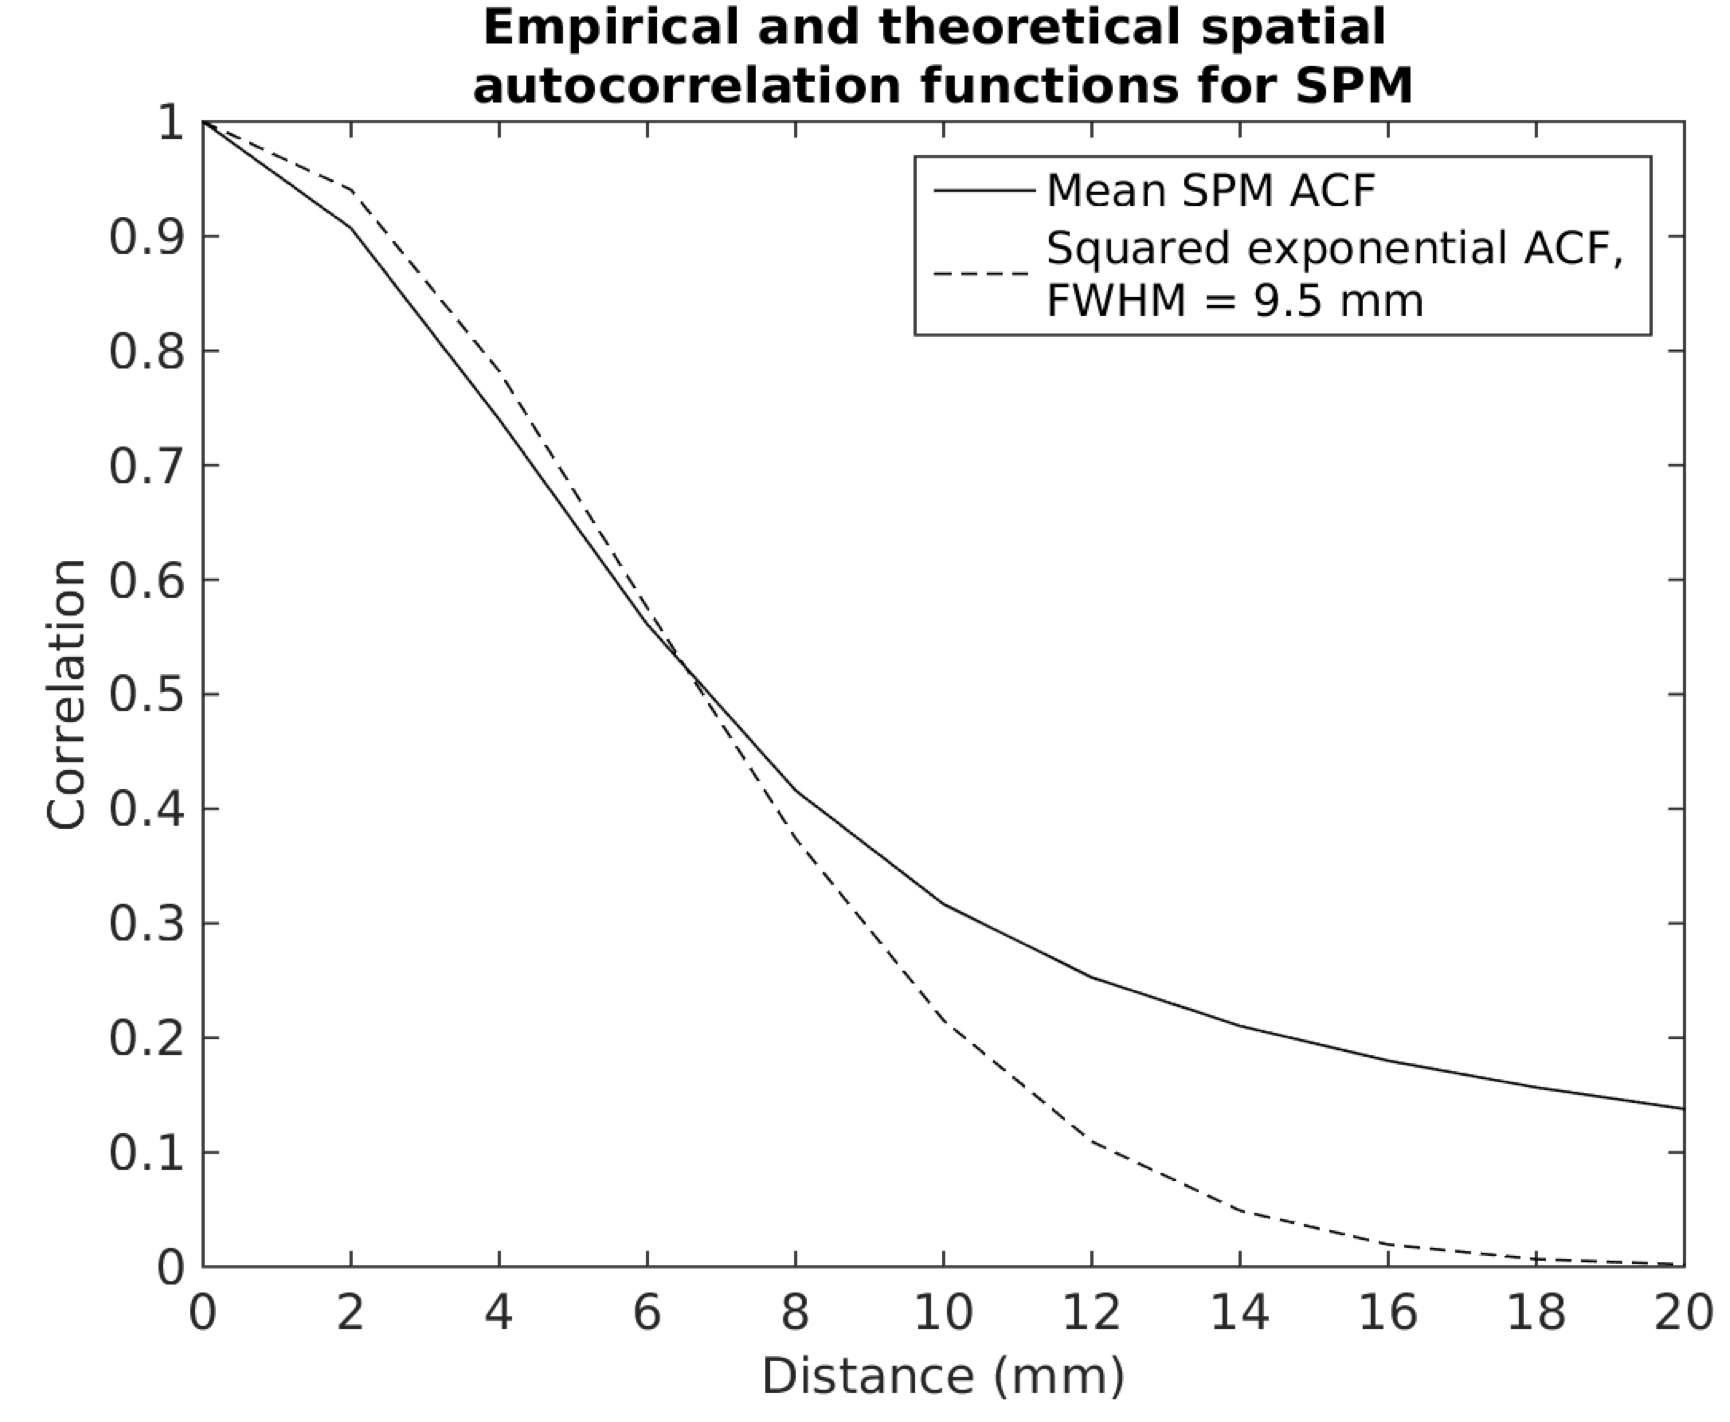 Empirical and theoretical spatial
autocorrelation functions for SPM
Mean SPM ACF
Squared exponential ACF,
FWHM = 9.5 mm
Correlation
1
0.9
0.8
0.7
0.6
0.5
0.4
0.3
0.2
0.1
0
0 2 4 6 8 10 12 14 16 18 20
Distance (mm)